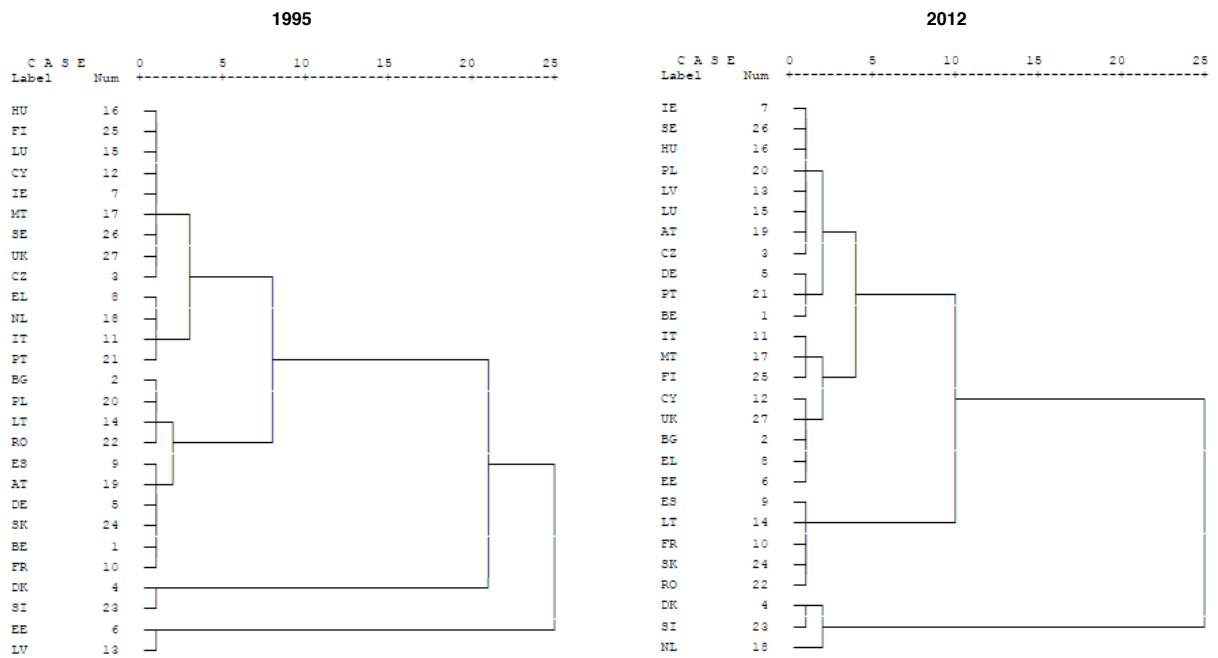 1995
C A S E 0 5 10 15 20 25
Label Num +---------+---------+---------+---------+---------+
HU 16
FI 25
LU 15
CY 12
IE 7
MT 17
SE 26
UK 27
CZ 3
EL 8
NL 18
IT 11
PT 21
BG 2
PL 20
LT 14
RO 22
ES 9
AT 19
DE 5
SK 24
BE 1
FR 10
DK 4
SI 23
EE 6
LV 13
2012
C A S E 0 5 10 15 20 25
Label Num +---------+---------+---------+---------+---------+
IE 7
SE 26
HU 16
PL 20
LV 13
LU 15
AT 19
CZ 3
DE 5
PT 21
BE 1
IT 11
MT 17
FI 25
CY 12
UK 27
BG 2
EL 8
EE 6
ES 9
LT 14
FR 10
SK 24
RO 22
DK 4
SI 23
NL 18